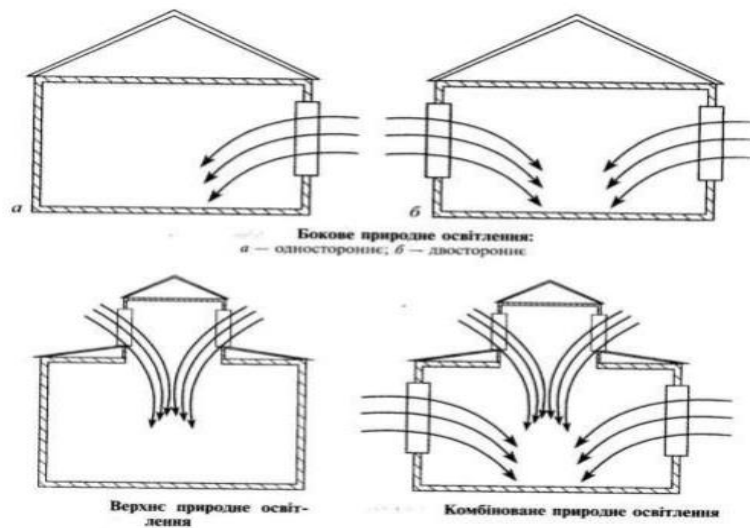 а
б
Бокове природне освітлення:
а — одностороннє; б — двостороннє
Верхнє природне освіт-
лення
Комбіноване природне освітлення